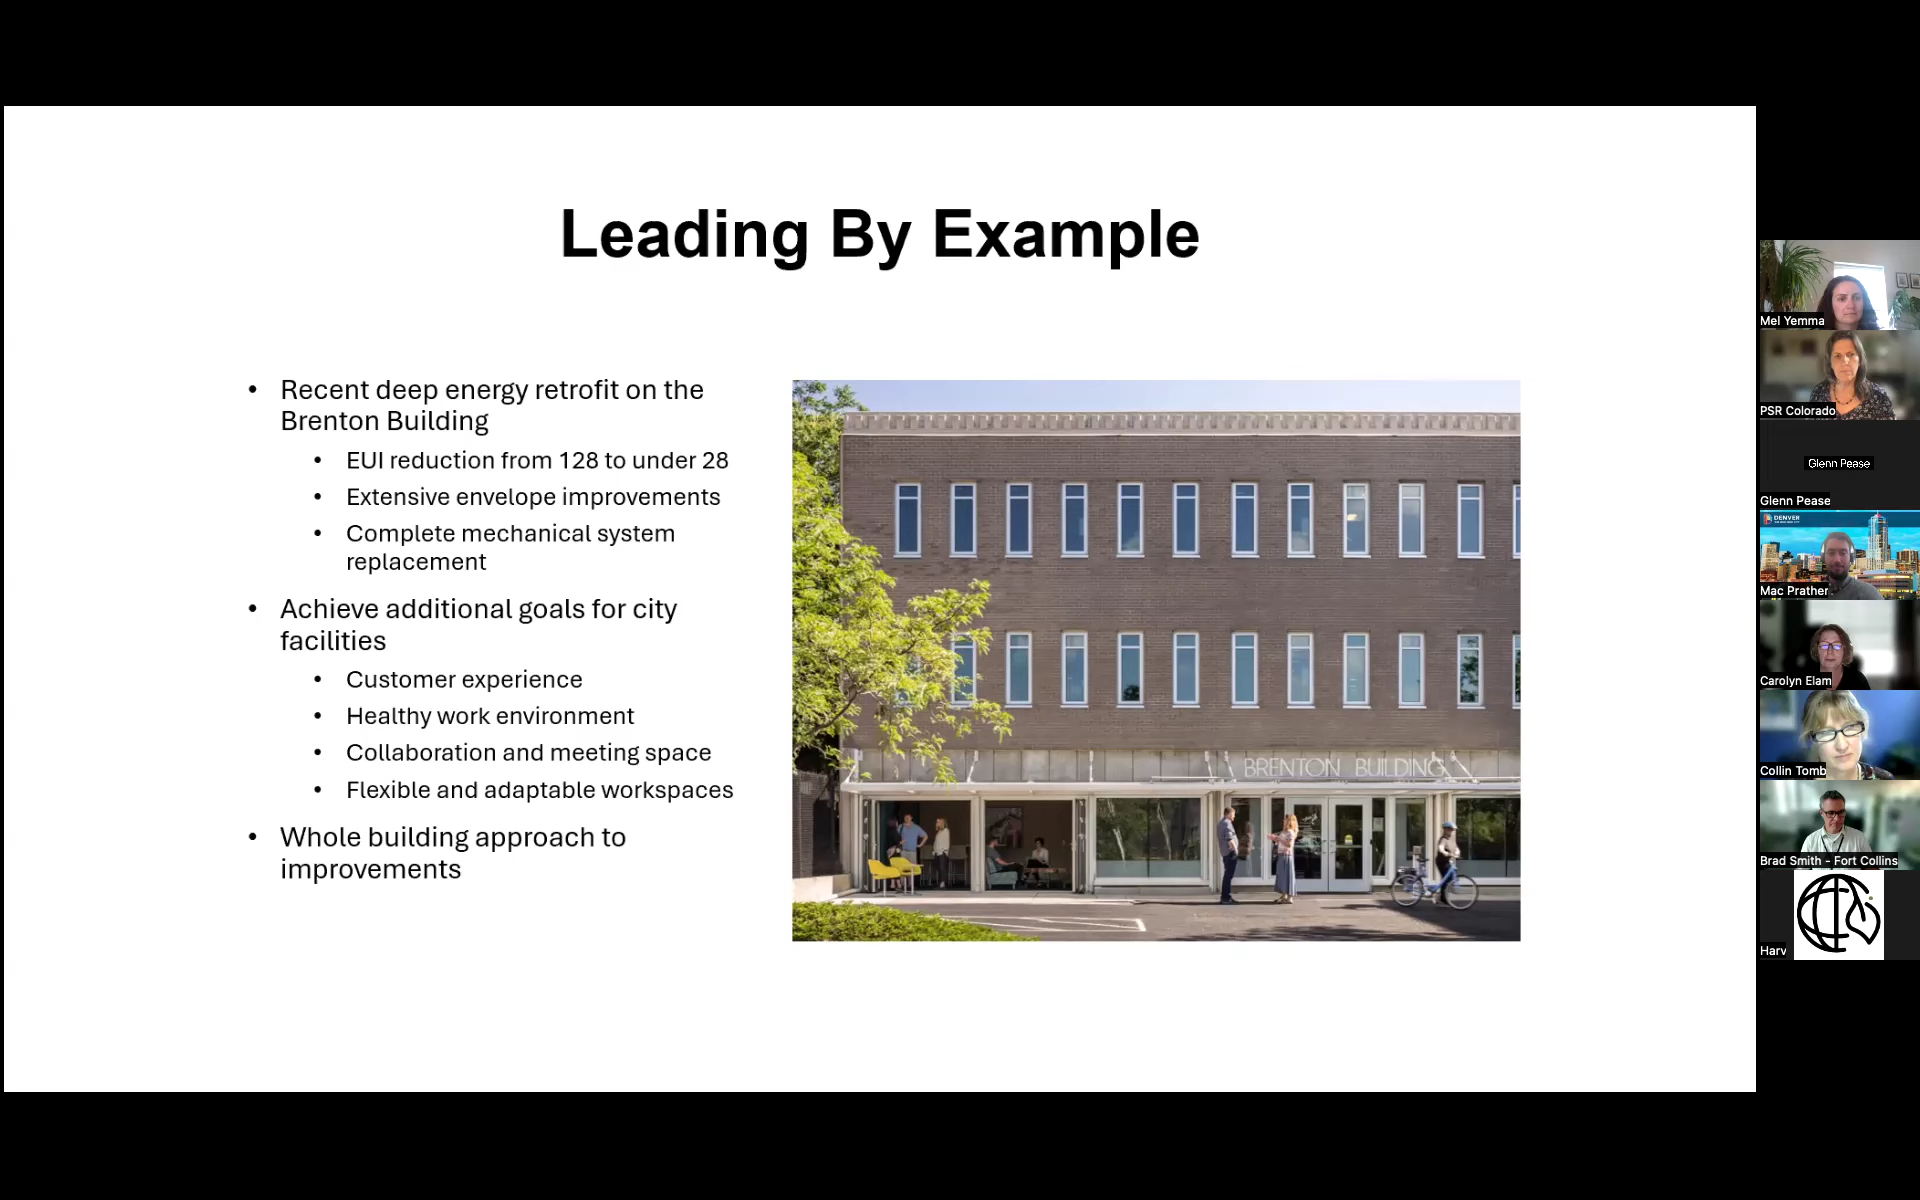 Leading By Example
• Recent deep energy retrofit on the
Brenton Building
• EUI reduction from 128 to under 28
• Extensive envelope improvements
• Complete mechanical system
replacement
• Achieve additional goals for city
facilities
• Customer experience
• Healthy work environment
• Collaboration and meeting space
• Flexible and adaptable workspaces
• Whole building approach to
improvements
BRENTON BUILDING
Mel Yemma
PSR Colorado
Glenn Pease
Glenn Pease
DENVER
Mac Prather
Carolyn Elam
Collin Tomb
Brad Smith - Fort Collins
Harv